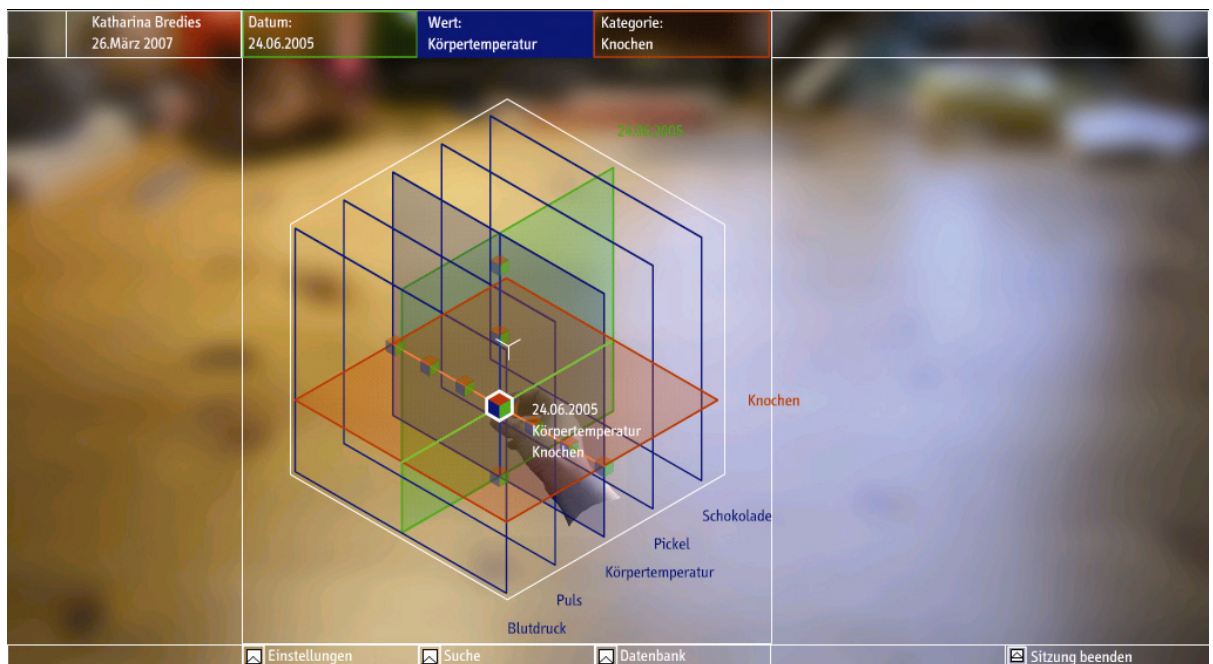 Katharina Bredies
26.März 2007
Datum:
24.06.2005
Wert:
Körpertemperatur
Kategorie:
Knochen
24.06.2005
Knochen
24.06.2005
Körpertemperatur
Knochen
Schokolade
Pickel
Körpertemperatur
Puls
Blutdruck
Einstellungen
Suche
Datenbank
Sitzung beenden